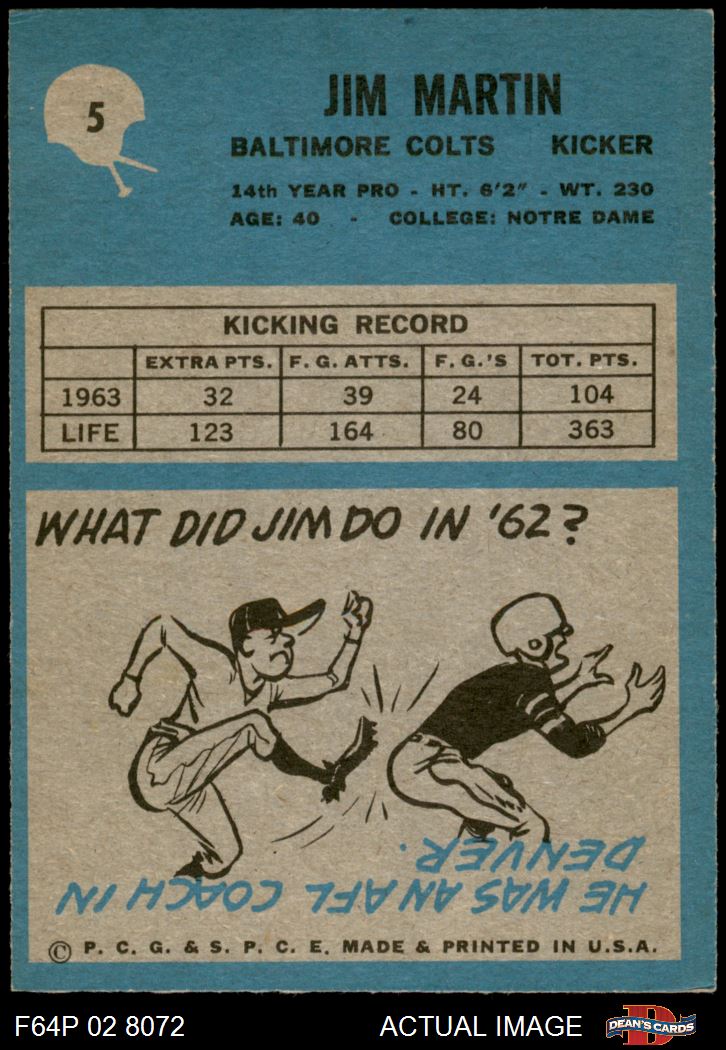 5
JIM MARTIN
BALTIMORE COLTS KICKER
14th YEAR PRO - HT. 6'2" - WT. 230
AGE: 40 - COLLEGE: NOTRE DAME
KICKING RECORD
EXTRA PTS. F. G. ATTS. F. G.'S TOT. PTS.
1963 32 39 24 104
LIFE 123 164 80 363
WHAT DID JIM DO IN '62?
HE WAS AN AFL COACH IN
DENVER.
© P. C. G. & S. P. C. E. MADE & PRINTED IN U.S.A.
F64P 02 8072 ACTUAL IMAGE
D
DEAN'S CARDS